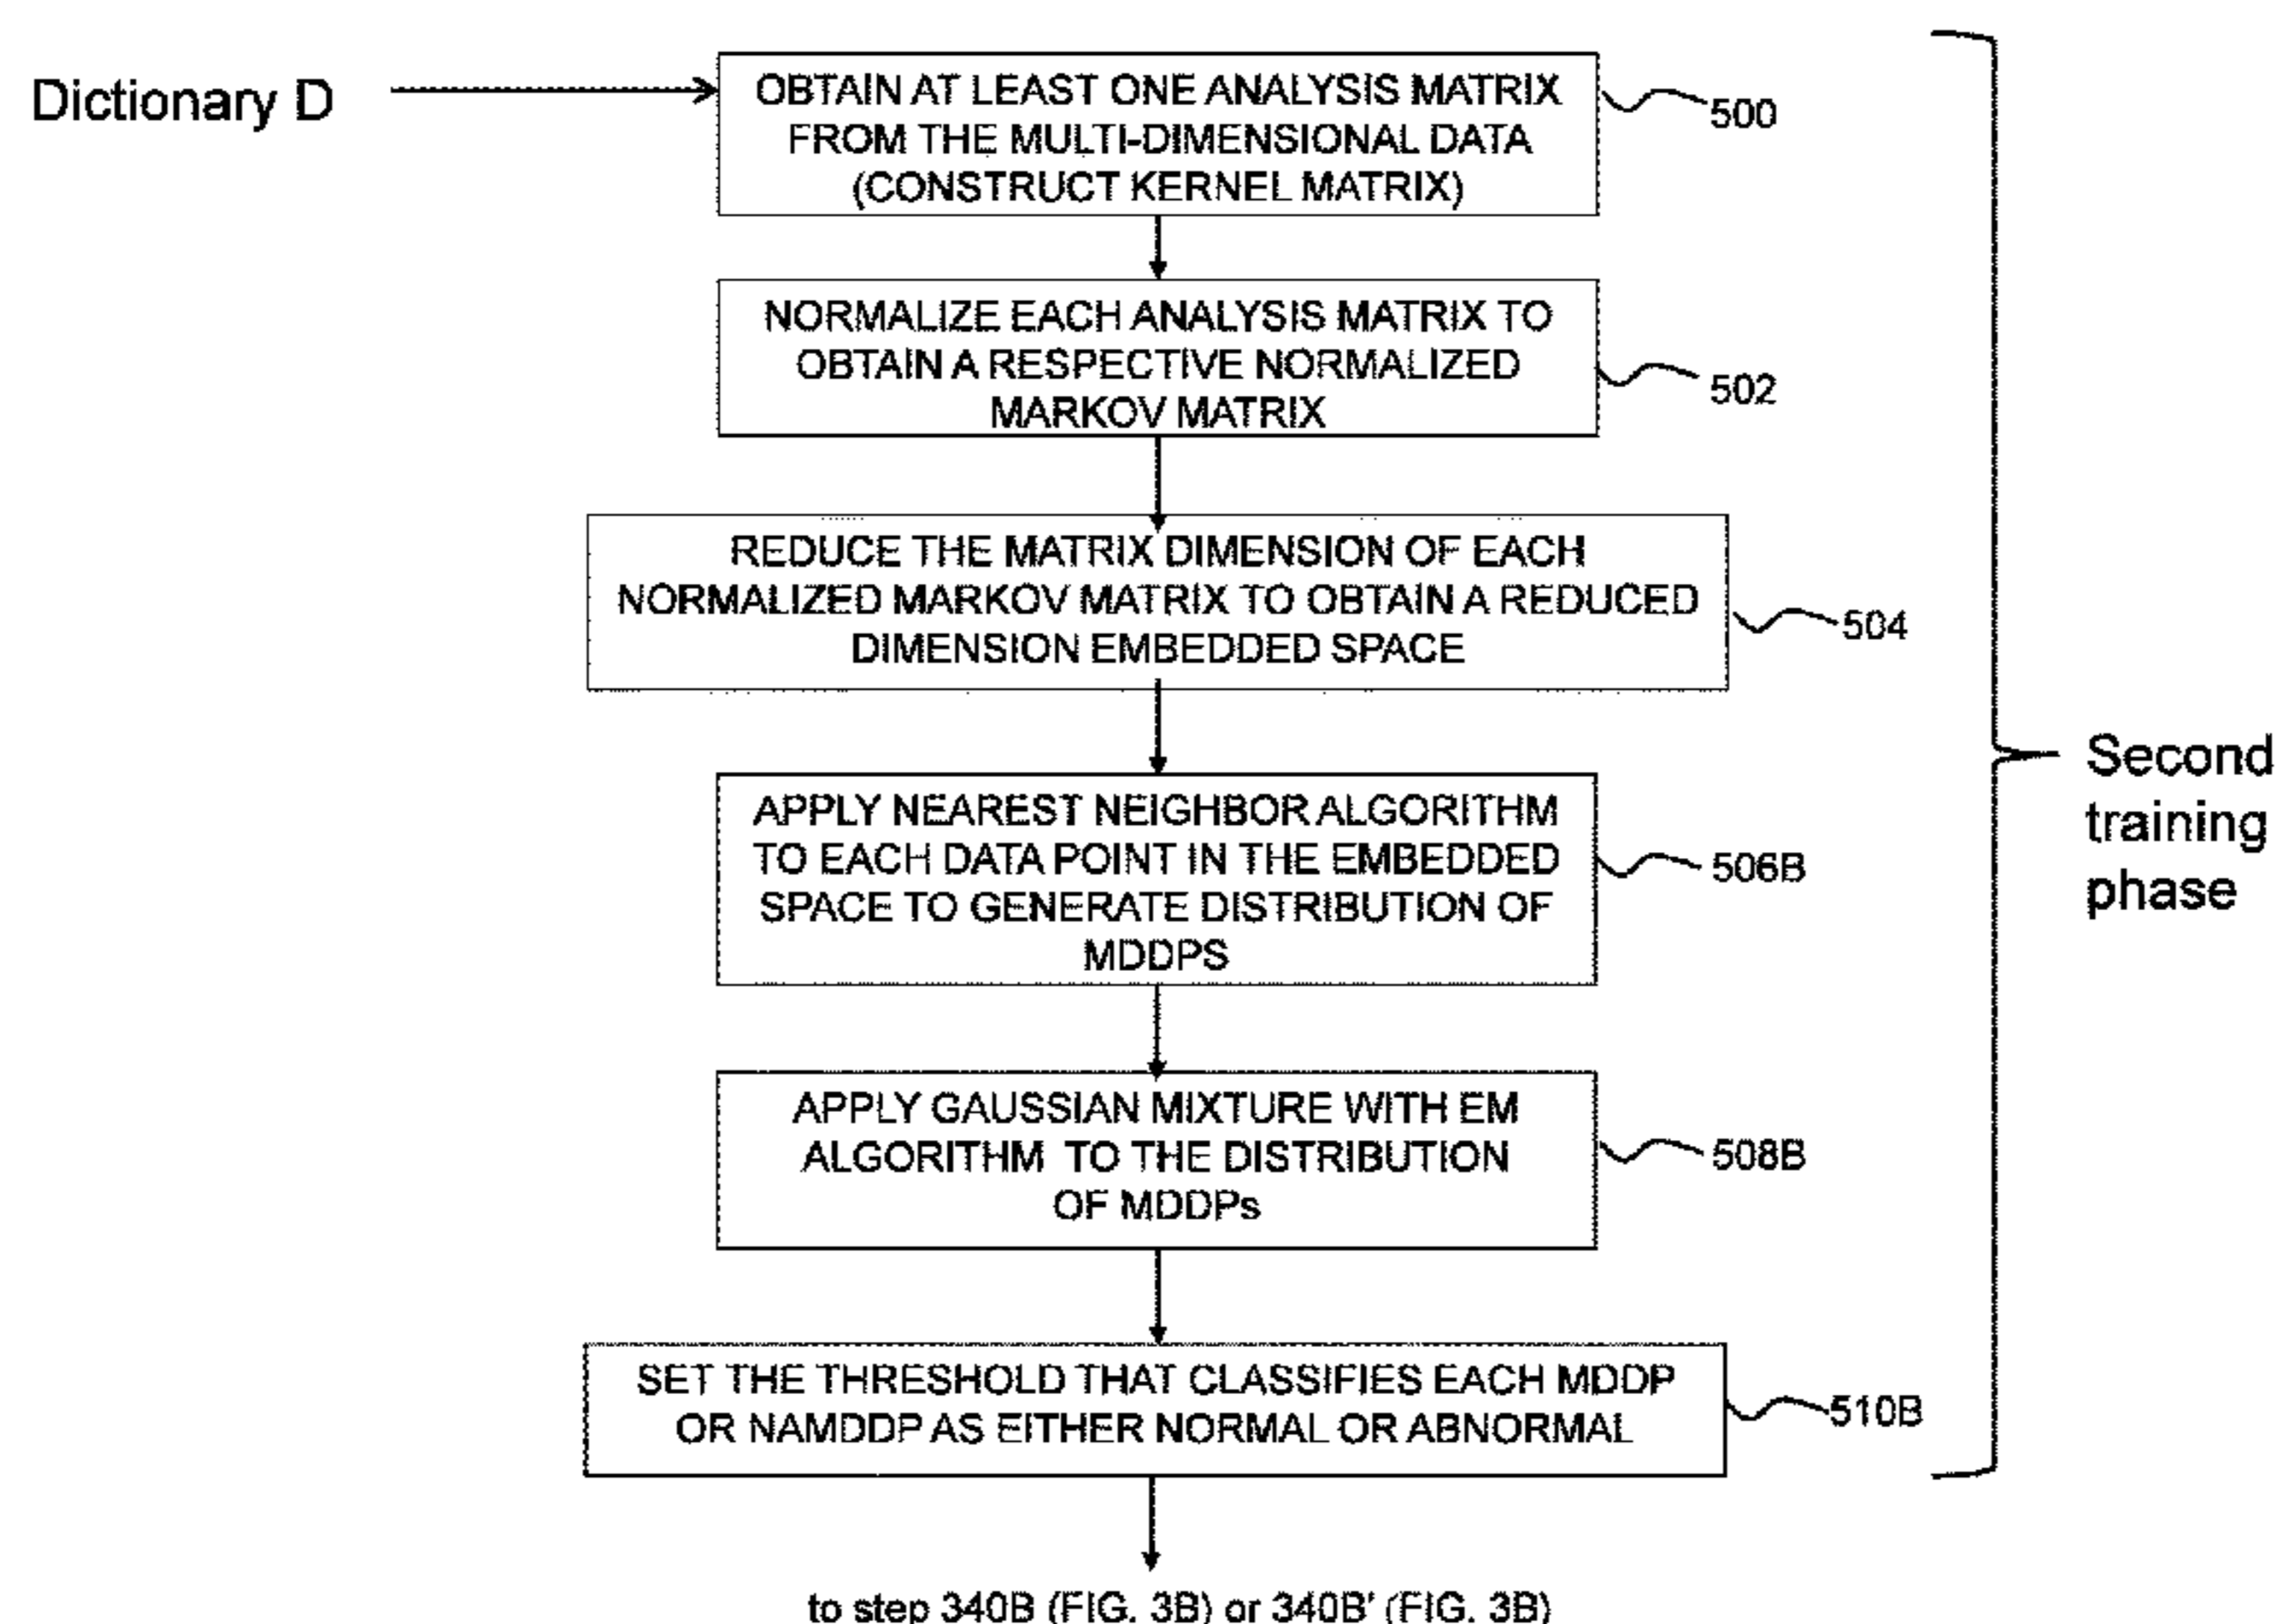 Dictionary D
OBTAIN AT LEAST ONE ANALYSIS MATRIX
FROM THE MULTI-DIMENSIONAL DATA
(CONSTRUCT KERNEL MATRIX)
500
NORMALIZE EACH ANALYSIS MATRIX TO
OBTAIN A RESPECTIVE NORMALIZED
MARKOV MATRIX
502
REDUCE THE MATRIX DIMENSION OF EACH
NORMALIZED MARKOV MATRIX TO OBTAIN A REDUCED
DIMENSION EMBEDDED SPACE
504
Second
training
phase
APPLY NEAREST NEIGHBOR ALGORITHM
TO EACH DATA POINT IN THE EMBEDDED
SPACE TO GENERATE DISTRIBUTION OF
MDDPS
506B
APPLY GAUSSIAN MIXTURE WITH EM
ALGORITHM TO THE DISTRIBUTION
OF MDDPs
508B
SET THE THRESHOLD THAT CLASSIFIES EACH MDDP
OR NAMDDP AS EITHER NORMAL OR ABNORMAL
510B
to step 340B (FIG. 3B) or 340B' (FIG. 3B)